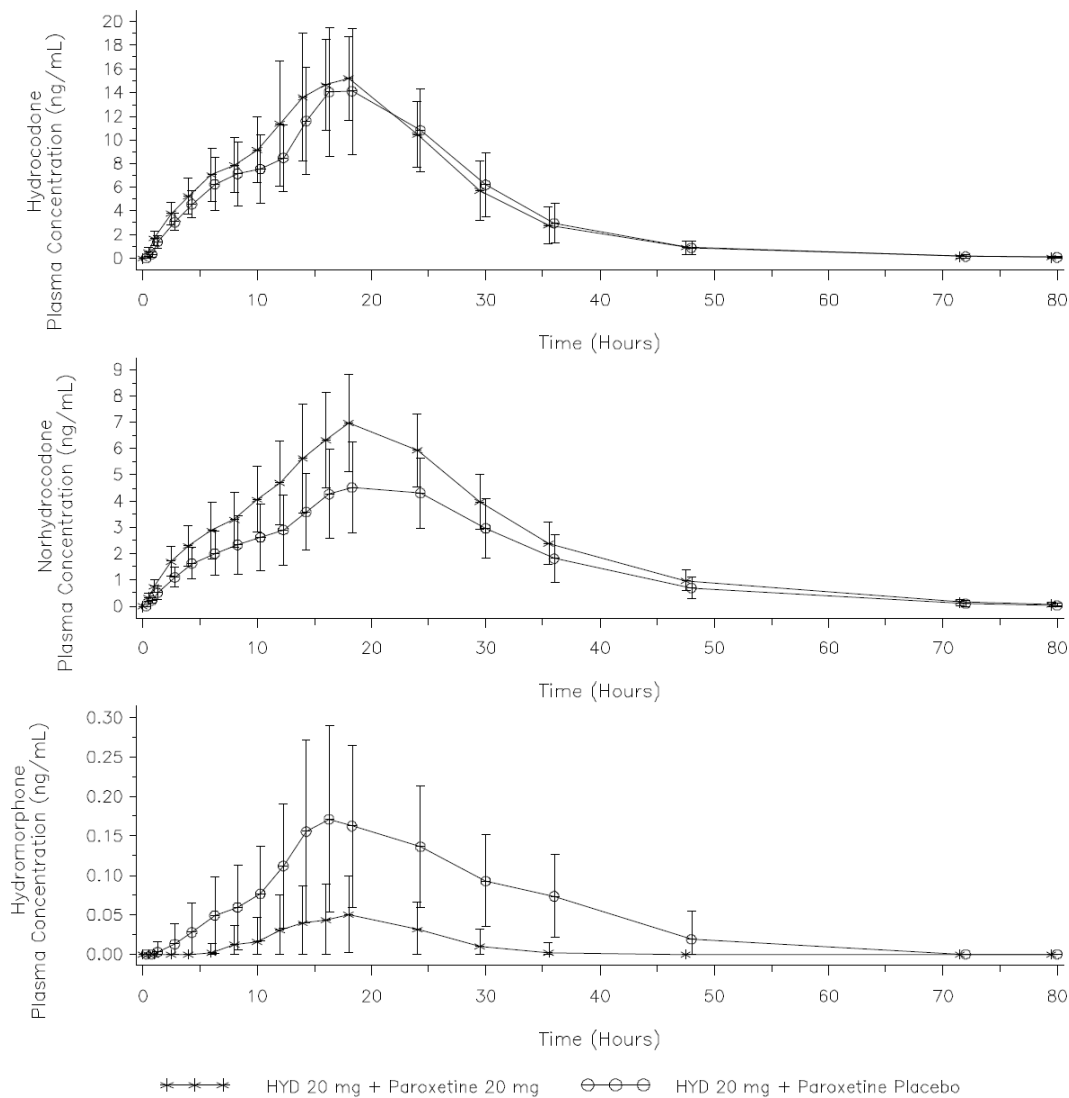 Hydrocodone
Plasma Concentration (ng/mL)
20
18
16
14
12
10
8
6
4
2
0
0 10 20 30 40 50 60 70 80
Time (Hours)
Norhydrocodone
Plasma Concentration (ng/mL)
9
8
7
6
5
4
3
2
1
0
0 10 20 30 40 50 60 70 80
Time (Hours)
Hydromorphone
Plasma Concentration (ng/mL)
0.30
0.25
0.20
0.15
0.10
0.05
0.00
0 10 20 30 40 50 60 70 80
Time (Hours)
HYD 20 mg + Paroxetine 20 mg HYD 20 mg + Paroxetine Placebo